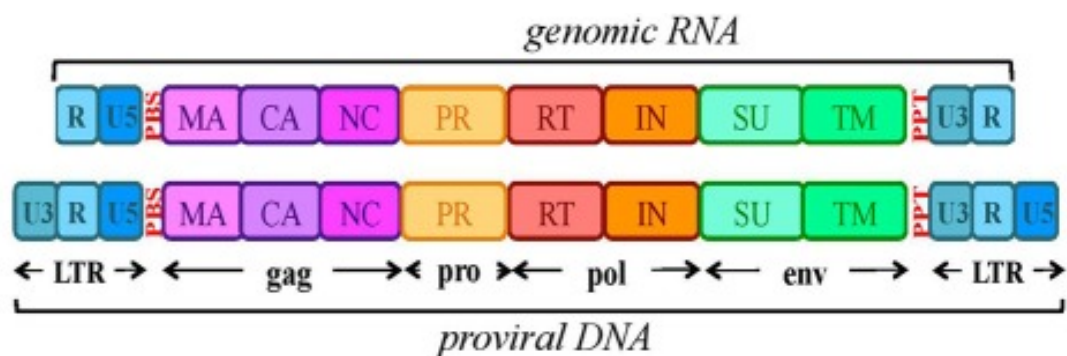 genomic RNA
R U5 PBS MA CA NC PR RT IN SU TM PPT U3 R
U3 R U5 PBS MA CA NC PR RT IN SU TM PPT U3 R U5
LTR gag pro pol env LTR
proviral DNA